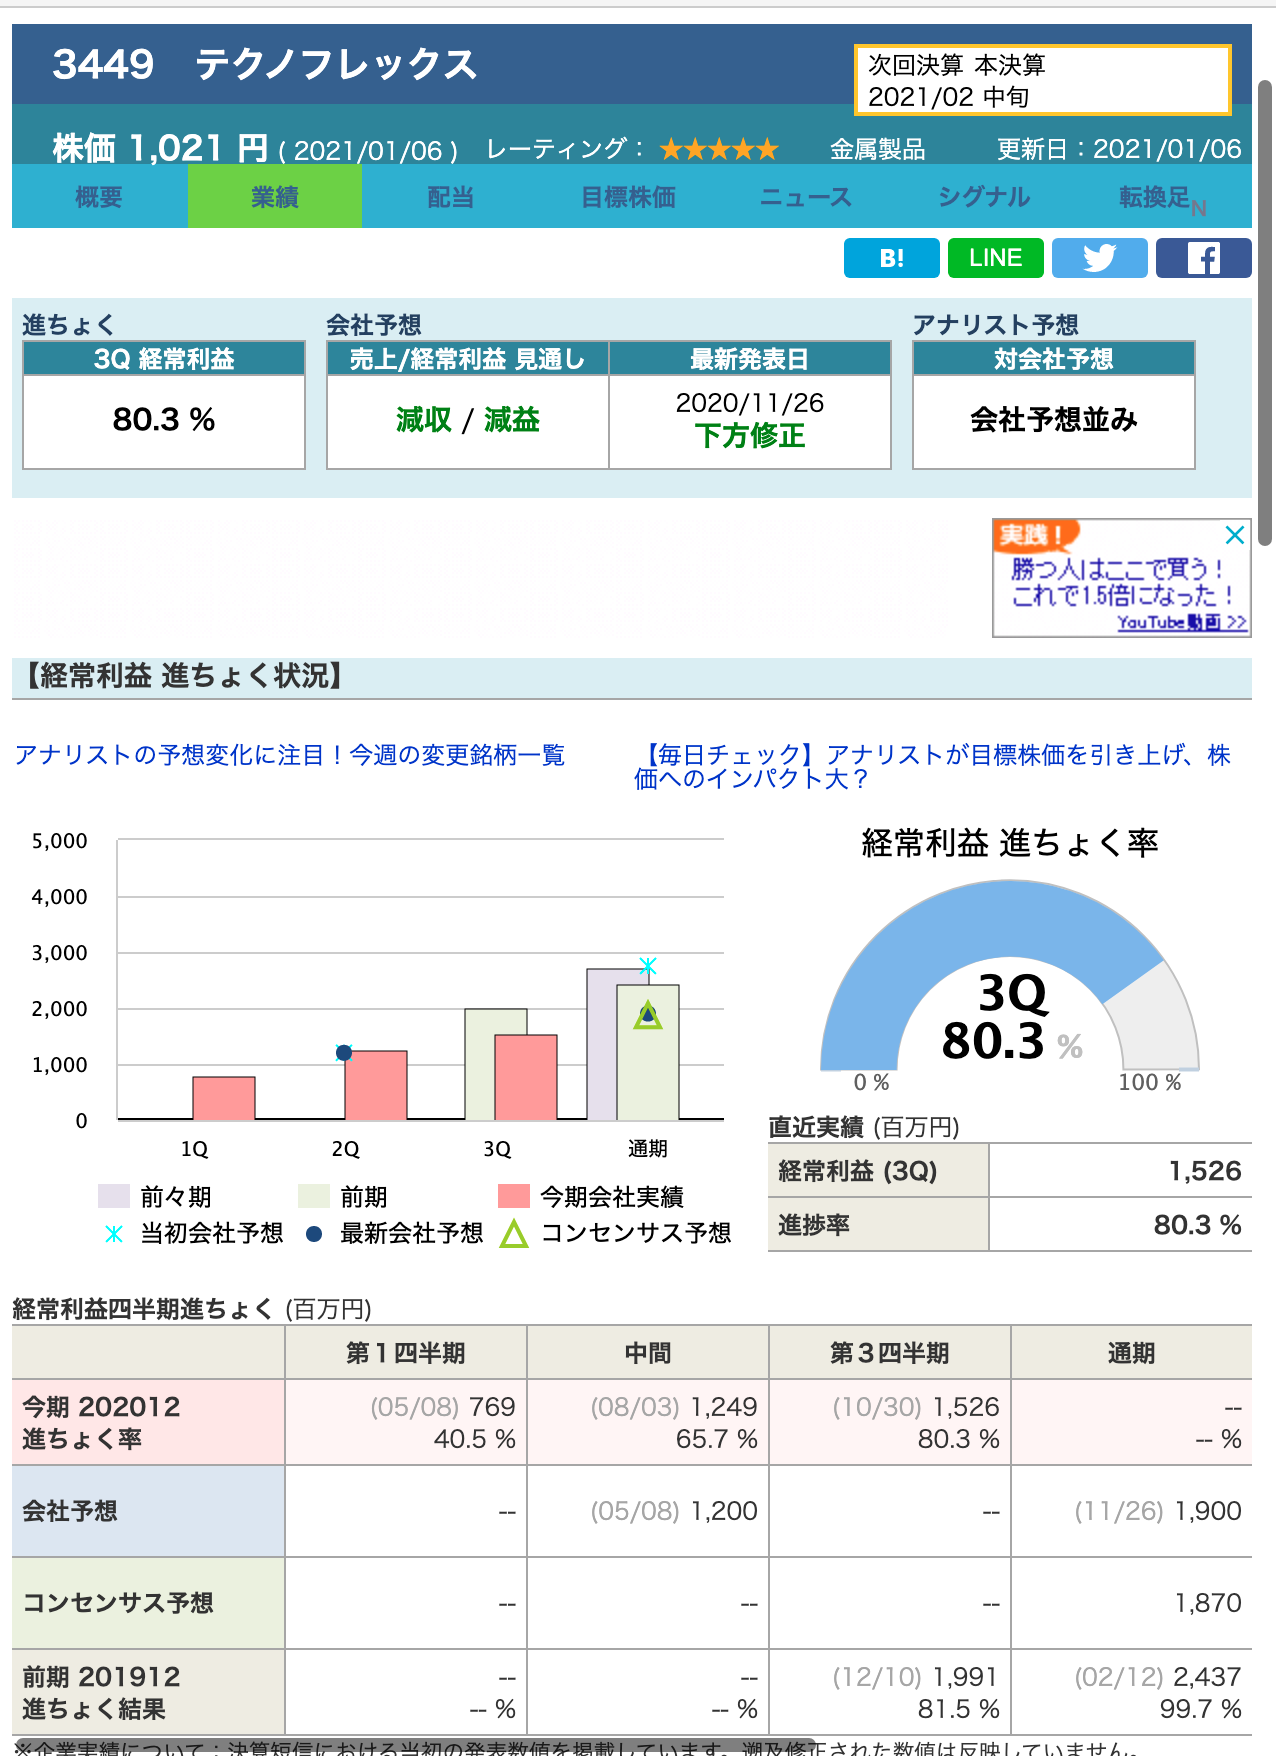 3449 テクノフレックス
次回決算 本決算
2021/02 中旬
株価 1,021 円 ( 2021/01/06 ) レーティング： ★★★★★ 金属製品 更新日：2021/01/06
概要 業績 配当 目標株価 ニュース シグナル 転換足N
B! LINE
進ちょく 会社予想 アナリスト予想
3Q 経常利益 売上/経常利益 見通し 最新発表日 対会社予想
80.3 % 減収 / 減益 2020/11/26 会社予想並み
下方修正
実践！
勝つ人はここで買う！
これで1.5倍になった！
YouTube動画 >>
【経常利益 進ちょく状況】
アナリストの予想変化に注目！今週の変更銘柄一覧
【毎日チェック】アナリストが目標株価を引き上げ、株
価へのインパクト大？
5,000
4,000
3,000
2,000
1,000
0
1Q 2Q 3Q 通期
前々期 前期 今期会社実績
当初会社予想 最新会社予想 コンセンサス予想
経常利益 進ちょく率
3Q
80.3 %
0 % 100 %
直近実績 (百万円)
経常利益 (3Q) 1,526
進捗率 80.3 %
経常利益四半期進ちょく (百万円)
第１四半期 中間 第３四半期 通期
今期 202012 (05/08) 769 (08/03) 1,249 (10/30) 1,526 --
進ちょく率 40.5 % 65.7 % 80.3 % -- %
会社予想 -- (05/08) 1,200 -- (11/26) 1,900
コンセンサス予想 -- -- -- 1,870
前期 201912 -- -- (12/10) 1,991 (02/12) 2,437
進ちょく結果 -- % -- % 81.5 % 99.7 %
※企業実績について：決算短信における当初の発表数値を掲載しています。遡及修正された数値は反映していません。